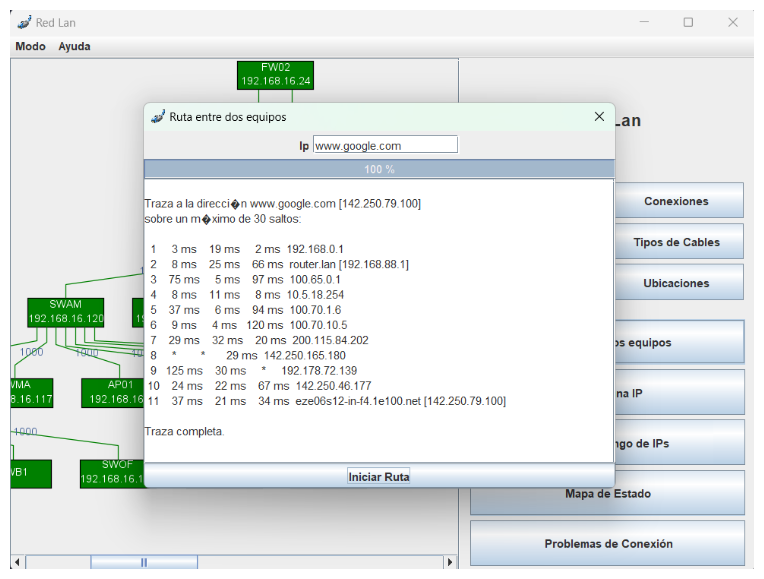 Red Lan
Modo Ayuda
FW02
192.168.16.24
Ruta entre dos equipos
Lan
Ip www.google.com
100 %
Traza a la direcci�n www.google.com [142.250.79.100]
sobre un m�ximo de 30 saltos:
1 3 ms 19 ms 2 ms 192.168.0.1
2 8 ms 25 ms 66 ms router.lan [192.168.88.1]
3 75 ms 5 ms 97 ms 100.65.0.1
4 8 ms 11 ms 8 ms 10.5.18.254
5 37 ms 6 ms 94 ms 100.70.1.6
6 9 ms 4 ms 120 ms 100.70.10.5
7 29 ms 32 ms 20 ms 200.115.84.202
8 * * 29 ms 142.250.165.180
9 125 ms 30 ms * 192.178.72.139
10 24 ms 22 ms 67 ms 142.250.46.177
11 37 ms 21 ms 34 ms eze06s12-in-f4.1e100.net [142.250.79.100]
Traza completa.
Iniciar Ruta
SWAM
192.168.16.120
1000 1000
WMA
8.16.117
AP01
192.168.16
1000
WB1
SWOF
192.168.16.1
Conexiones
Tipos de Cables
Ubicaciones
os equipos
na IP
ngo de IPs
Mapa de Estado
Problemas de Conexión